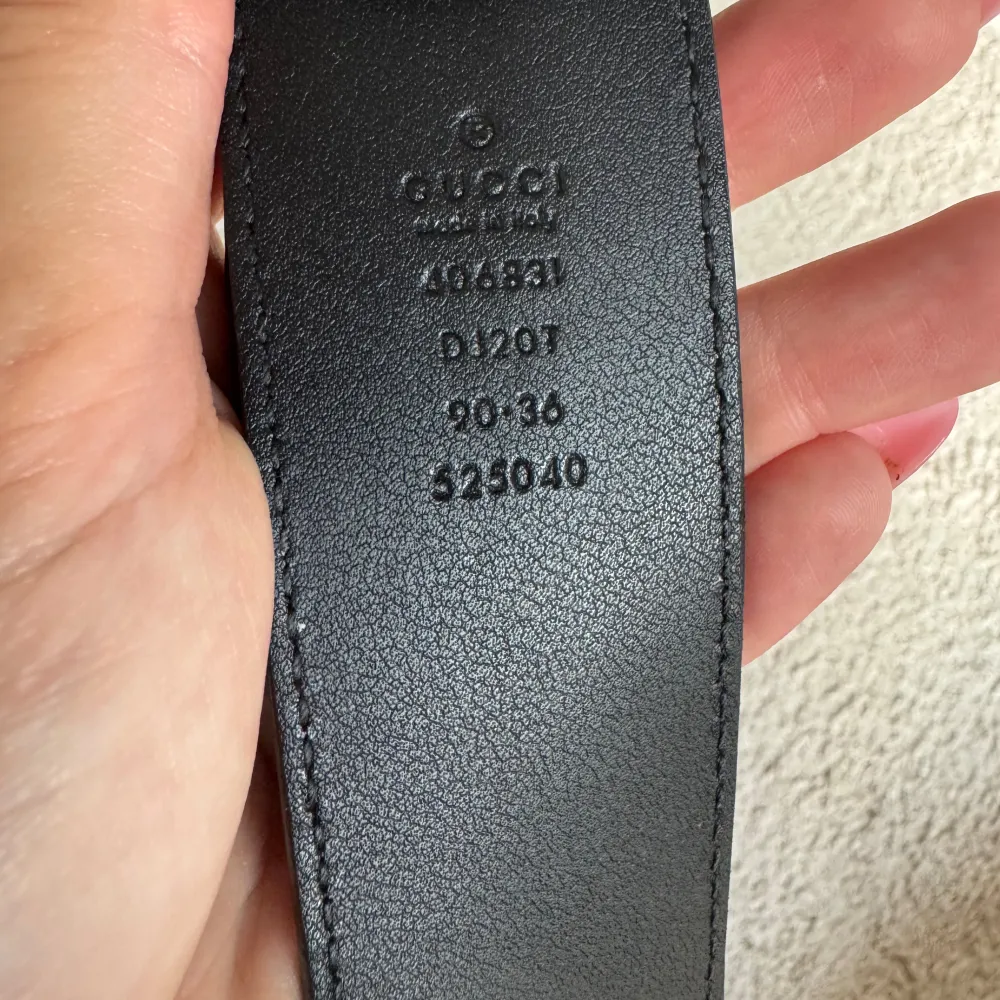 G
GUCCI
made in italy
406831
DJ20T
90·36
525040